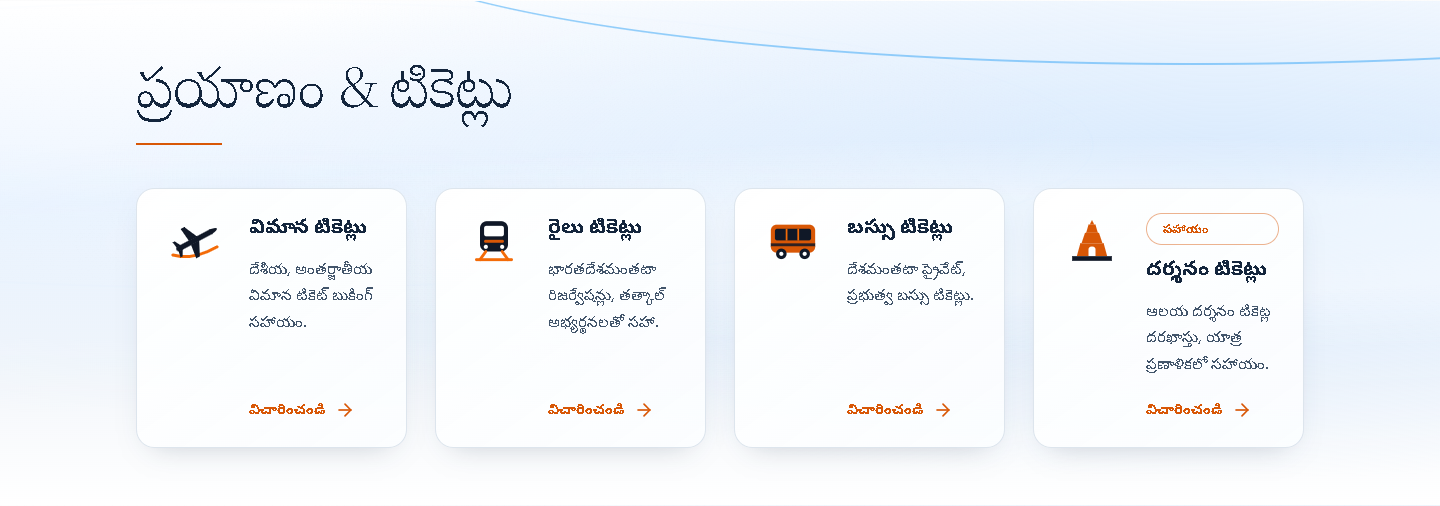 ప్రయాణం & టికెట్లు
విమాన టికెట్లు
దేశీయ, అంతర్జాతీయ
విమాన టికెట్ బుకింగ్
సహాయం.
విచారించండి
రైలు టికెట్లు
భారతదేశమంతటా
రిజర్వేషన్లు, తత్కాల్
అభ్యర్థనలతో సహా.
విచారించండి
బస్సు టికెట్లు
దేశమంతటా ప్రైవేట్,
ప్రభుత్వ బస్సు టికెట్లు.
విచారించండి
సహాయం
దర్శనం టికెట్లు
ఆలయ దర్శనం టికెట్ల
దరఖాస్తు, యాత్ర
ప్రణాళికలో సహాయం.
విచారించండి